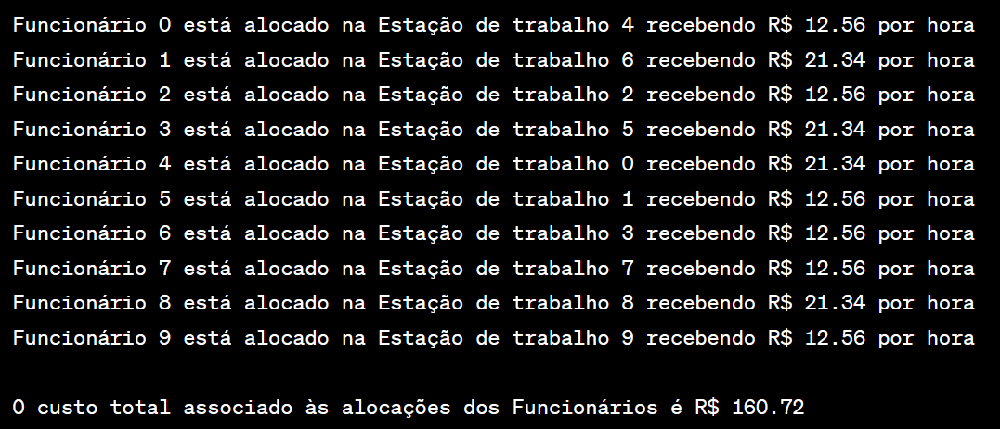 Funcionário 0 está alocado na Estação de trabalho 4 recebendo R$ 12.56 por hora
Funcionário 1 está alocado na Estação de trabalho 6 recebendo R$ 21.34 por hora
Funcionário 2 está alocado na Estação de trabalho 2 recebendo R$ 12.56 por hora
Funcionário 3 está alocado na Estação de trabalho 5 recebendo R$ 21.34 por hora
Funcionário 4 está alocado na Estação de trabalho 0 recebendo R$ 21.34 por hora
Funcionário 5 está alocado na Estação de trabalho 1 recebendo R$ 12.56 por hora
Funcionário 6 está alocado na Estação de trabalho 3 recebendo R$ 12.56 por hora
Funcionário 7 está alocado na Estação de trabalho 7 recebendo R$ 12.56 por hora
Funcionário 8 está alocado na Estação de trabalho 8 recebendo R$ 21.34 por hora
Funcionário 9 está alocado na Estação de trabalho 9 recebendo R$ 12.56 por hora
O custo total associado às alocações dos Funcionários é R$ 160.72